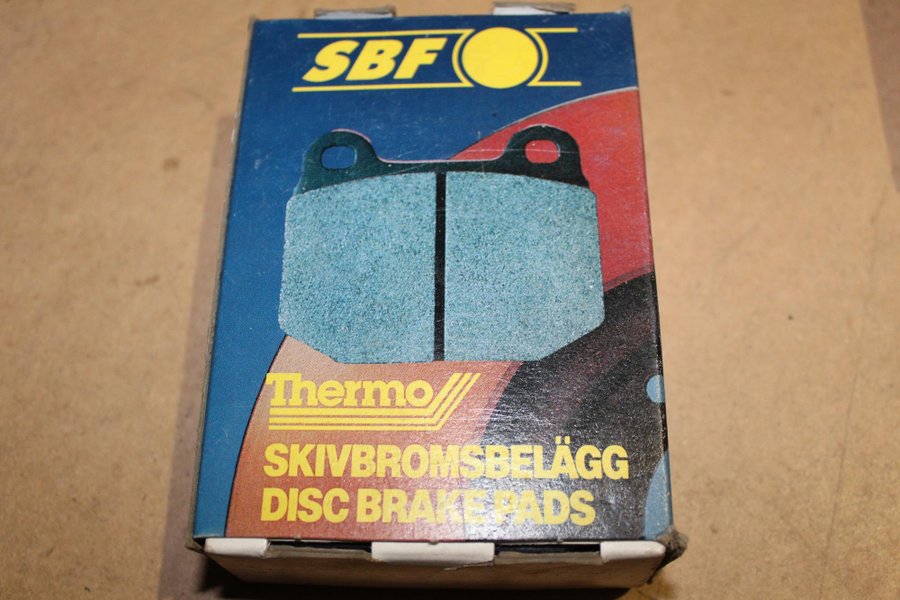 SBF
Thermo
SKIVBROMSBELÄGG
DISC BRAKE PADS